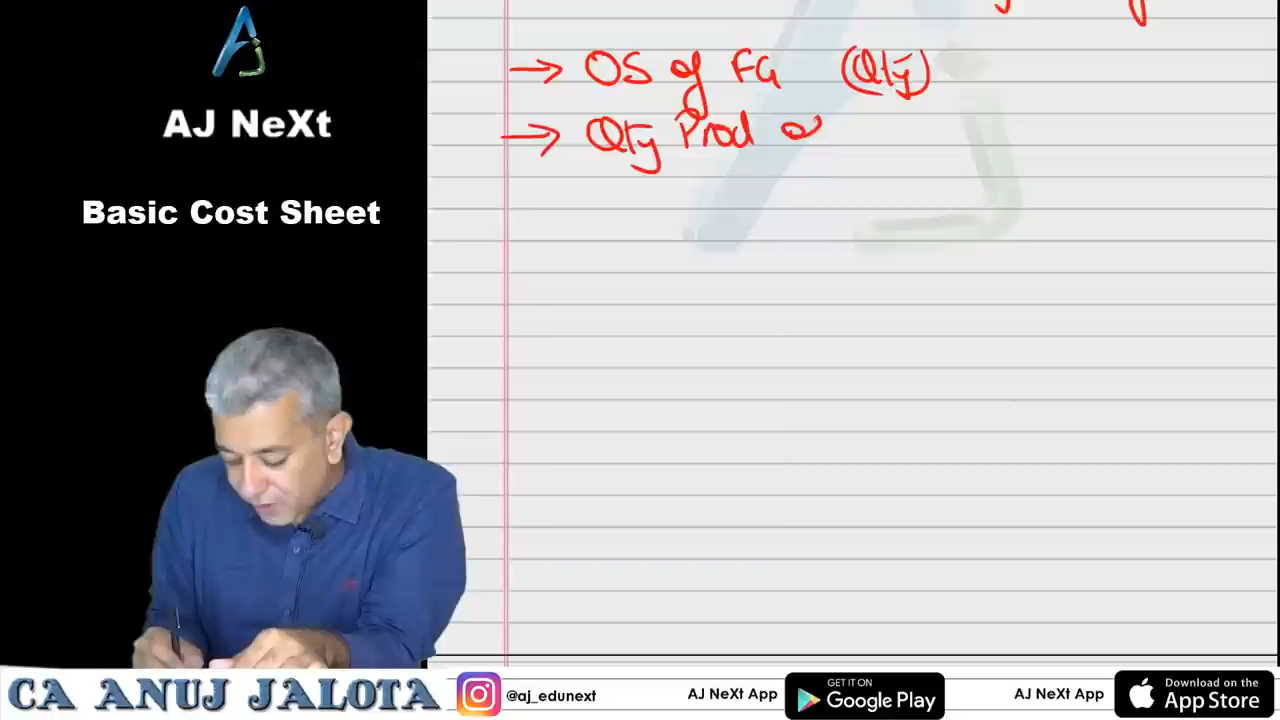 AJ NeXt
Basic Cost Sheet
→ OS of FG (Qty)
→ Qty Prod
CA ANUJ JALOTA
@aj_edunext
AJ NeXt App
GET IT ON
Google Play
AJ NeXt App
Download on the
App Store